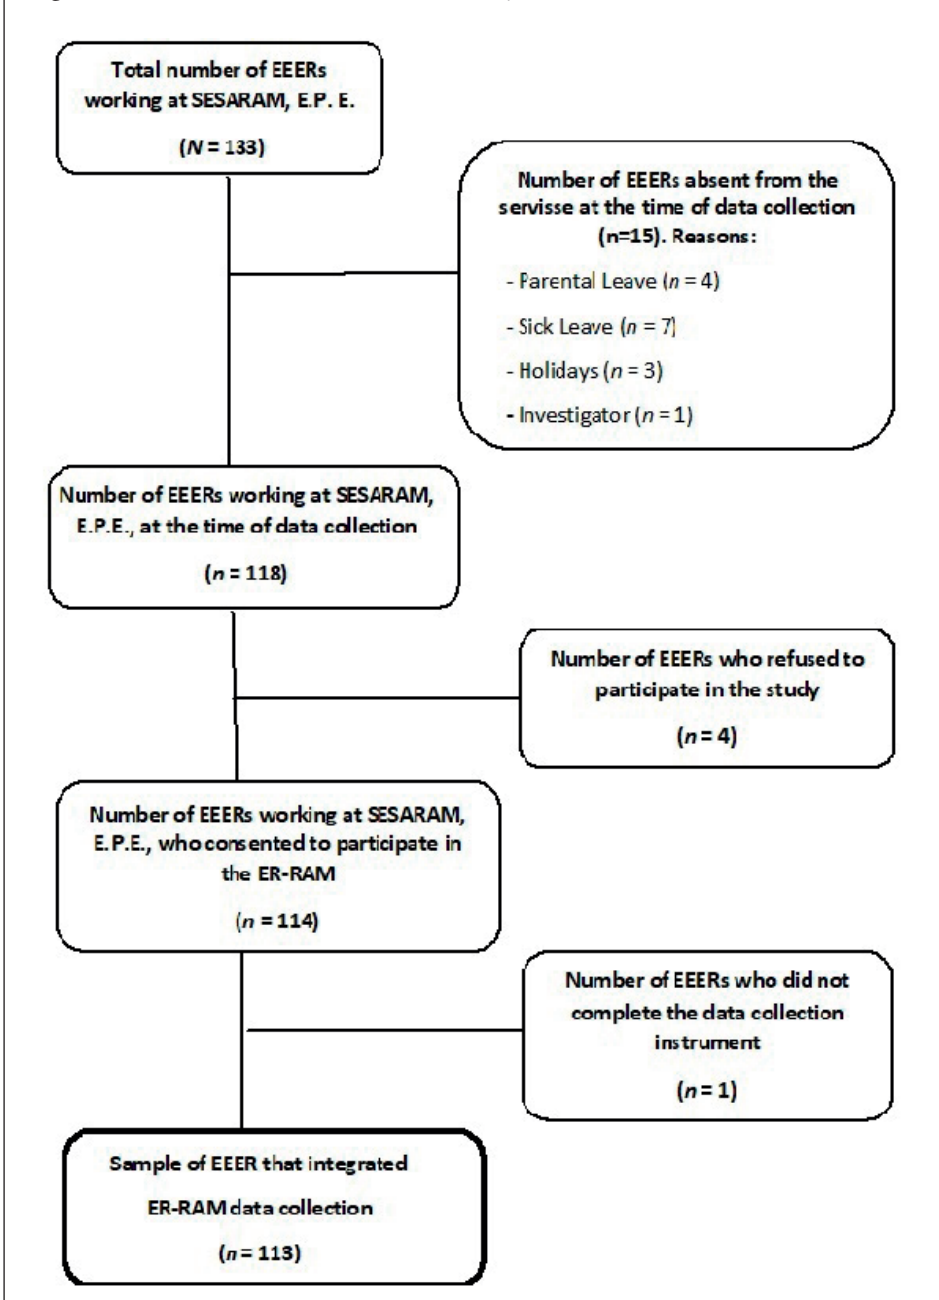 Total number of EEERs
working at SESARAM, E.P. E.
(N = 133)
Number of EEERs absent from the
servisse at the time of data collection
(n=15). Reasons:
- Parental Leave (n = 4)
- Sick Leave (n = 7)
- Holidays (n = 3)
- Investigator (n = 1)
Number of EEERs working at SESARAM,
E.P.E., at the time of data collection
(n = 118)
Number of EEERs who refused to
participate in the study
(n = 4)
Number of EEERs working at SESARAM,
E.P.E., who consented to participate in
the ER-RAM
(n = 114)
Number of EEERs who did not
complete the data collection
instrument
(n = 1)
Sample of EEER that integrated
ER-RAM data collection
(n = 113)